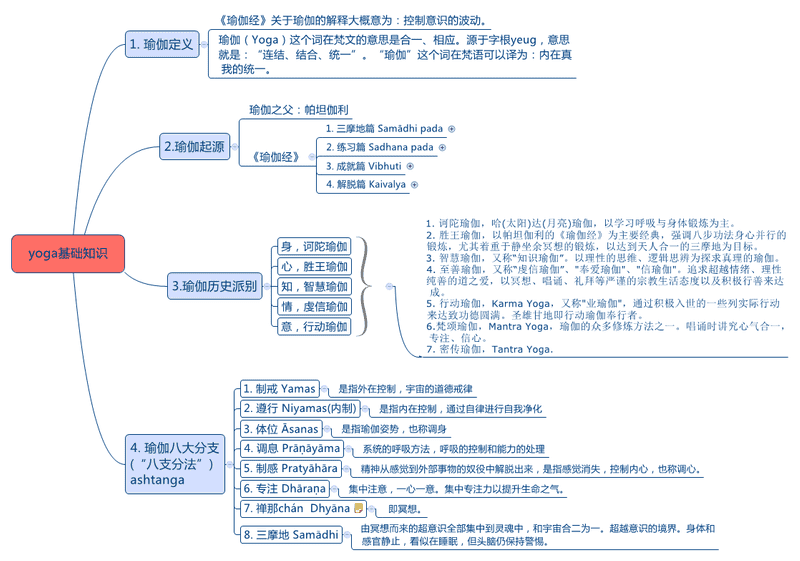 yoga基础知识
1. 瑜伽定义
《瑜伽经》关于瑜伽的解释大概意为：控制意识的波动。
瑜伽（Yoga）这个词在梵文的意思是合一、相应。源于字根yeug，意思
就是：“连结、结合、统一”。“瑜伽”这个词在梵语可以译为：内在真
我的统一。
2.瑜伽起源
瑜伽之父：帕坦伽利
《瑜伽经》
1. 三摩地篇 Samādhi pada
2. 练习篇 Sadhana pada
3. 成就篇 Vibhuti
4. 解脱篇 Kaivalya
3.瑜伽历史派别
身，诃陀瑜伽
心，胜王瑜伽
知，智慧瑜伽
情，虔信瑜伽
意，行动瑜伽
1. 诃陀瑜伽，哈(太阳)达(月亮)瑜伽，以学习呼吸与身体锻炼为主。
2. 胜王瑜伽，以帕坦伽利的《瑜伽经》为主要经典，强调八步功法身心并行的
锻炼，尤其着重于静坐余冥想的锻炼，以达到天人合一的三摩地为目标。
3. 智慧瑜伽，又称"知识瑜伽"。以理性的思维、逻辑思辨为探求真理的瑜伽。
4. 至善瑜伽，又称"虔信瑜伽"、"奉爱瑜伽"、"信瑜伽"。追求超越情绪、理性
纯善的道之爱，以冥想、唱诵、礼拜等严谨的宗教生活态度以及积极行善来达
成。
5. 行动瑜伽，Karma Yoga，又称"业瑜伽"，通过积极入世的一些列实际行动
来达致功德圆满。圣雄甘地即行动瑜伽奉行者。
6.梵颂瑜伽，Mantra Yoga，瑜伽的众多修炼方法之一。唱诵时讲究心气合一，
专注、信心。
7. 密传瑜伽，Tantra Yoga.
4. 瑜伽八大分支
(“八支分法”)
ashtanga
1. 制戒 Yamas
是指外在控制，宇宙的道德戒律
2. 遵行 Niyamas(内制)
是指内在控制，通过自律进行自我净化
3. 体位 Āsanas
是指瑜伽姿势，也称调身
4. 调息 Prāṇāyāma
系统的呼吸方法，呼吸的控制和能力的处理
5. 制感 Pratyāhāra
精神从感觉到外部事物的奴役中解脱出来，是指感觉消失，控制内心，也称调心。
6. 专注 Dhāraṇa
集中注意，一心一意。集中专注力以提升生命之气。
7. 禅那chán Dhyāna
即冥想。
8. 三摩地 Samādhi
由冥想而来的超意识全部集中到灵魂中，和宇宙合二为一。超越意识的境界。身体和
感官静止，看似在睡眠，但头脑仍保持警惕。